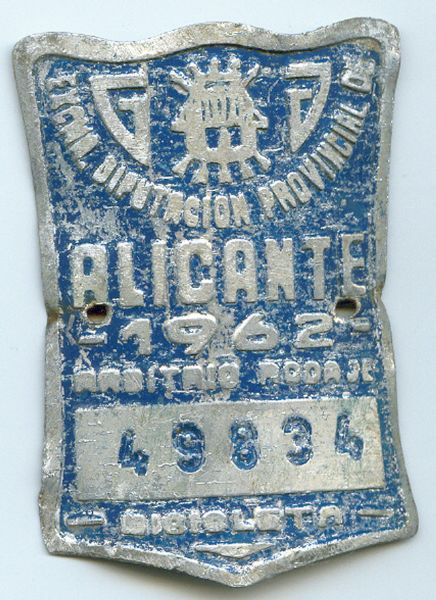 EXCMA. DIPUTACION PROVINCIAL DE
ALICANTE
-1962-
ARBITRIO RODAJE
49834
- BICICLETA -